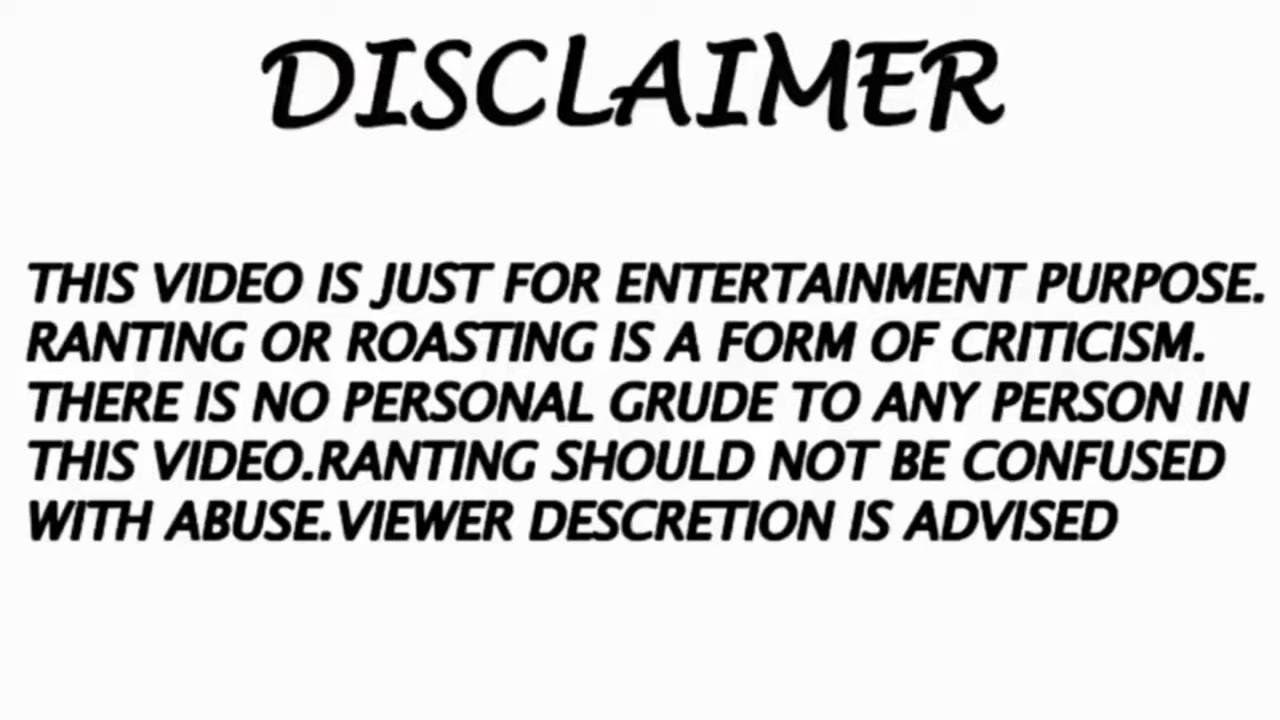 DISCLAIMER
THIS VIDEO IS JUST FOR ENTERTAINMENT PURPOSE.
RANTING OR ROASTING IS A FORM OF CRITICISM.
THERE IS NO PERSONAL GRUDE TO ANY PERSON IN
THIS VIDEO.RANTING SHOULD NOT BE CONFUSED
WITH ABUSE.VIEWER DESCRETION IS ADVISED